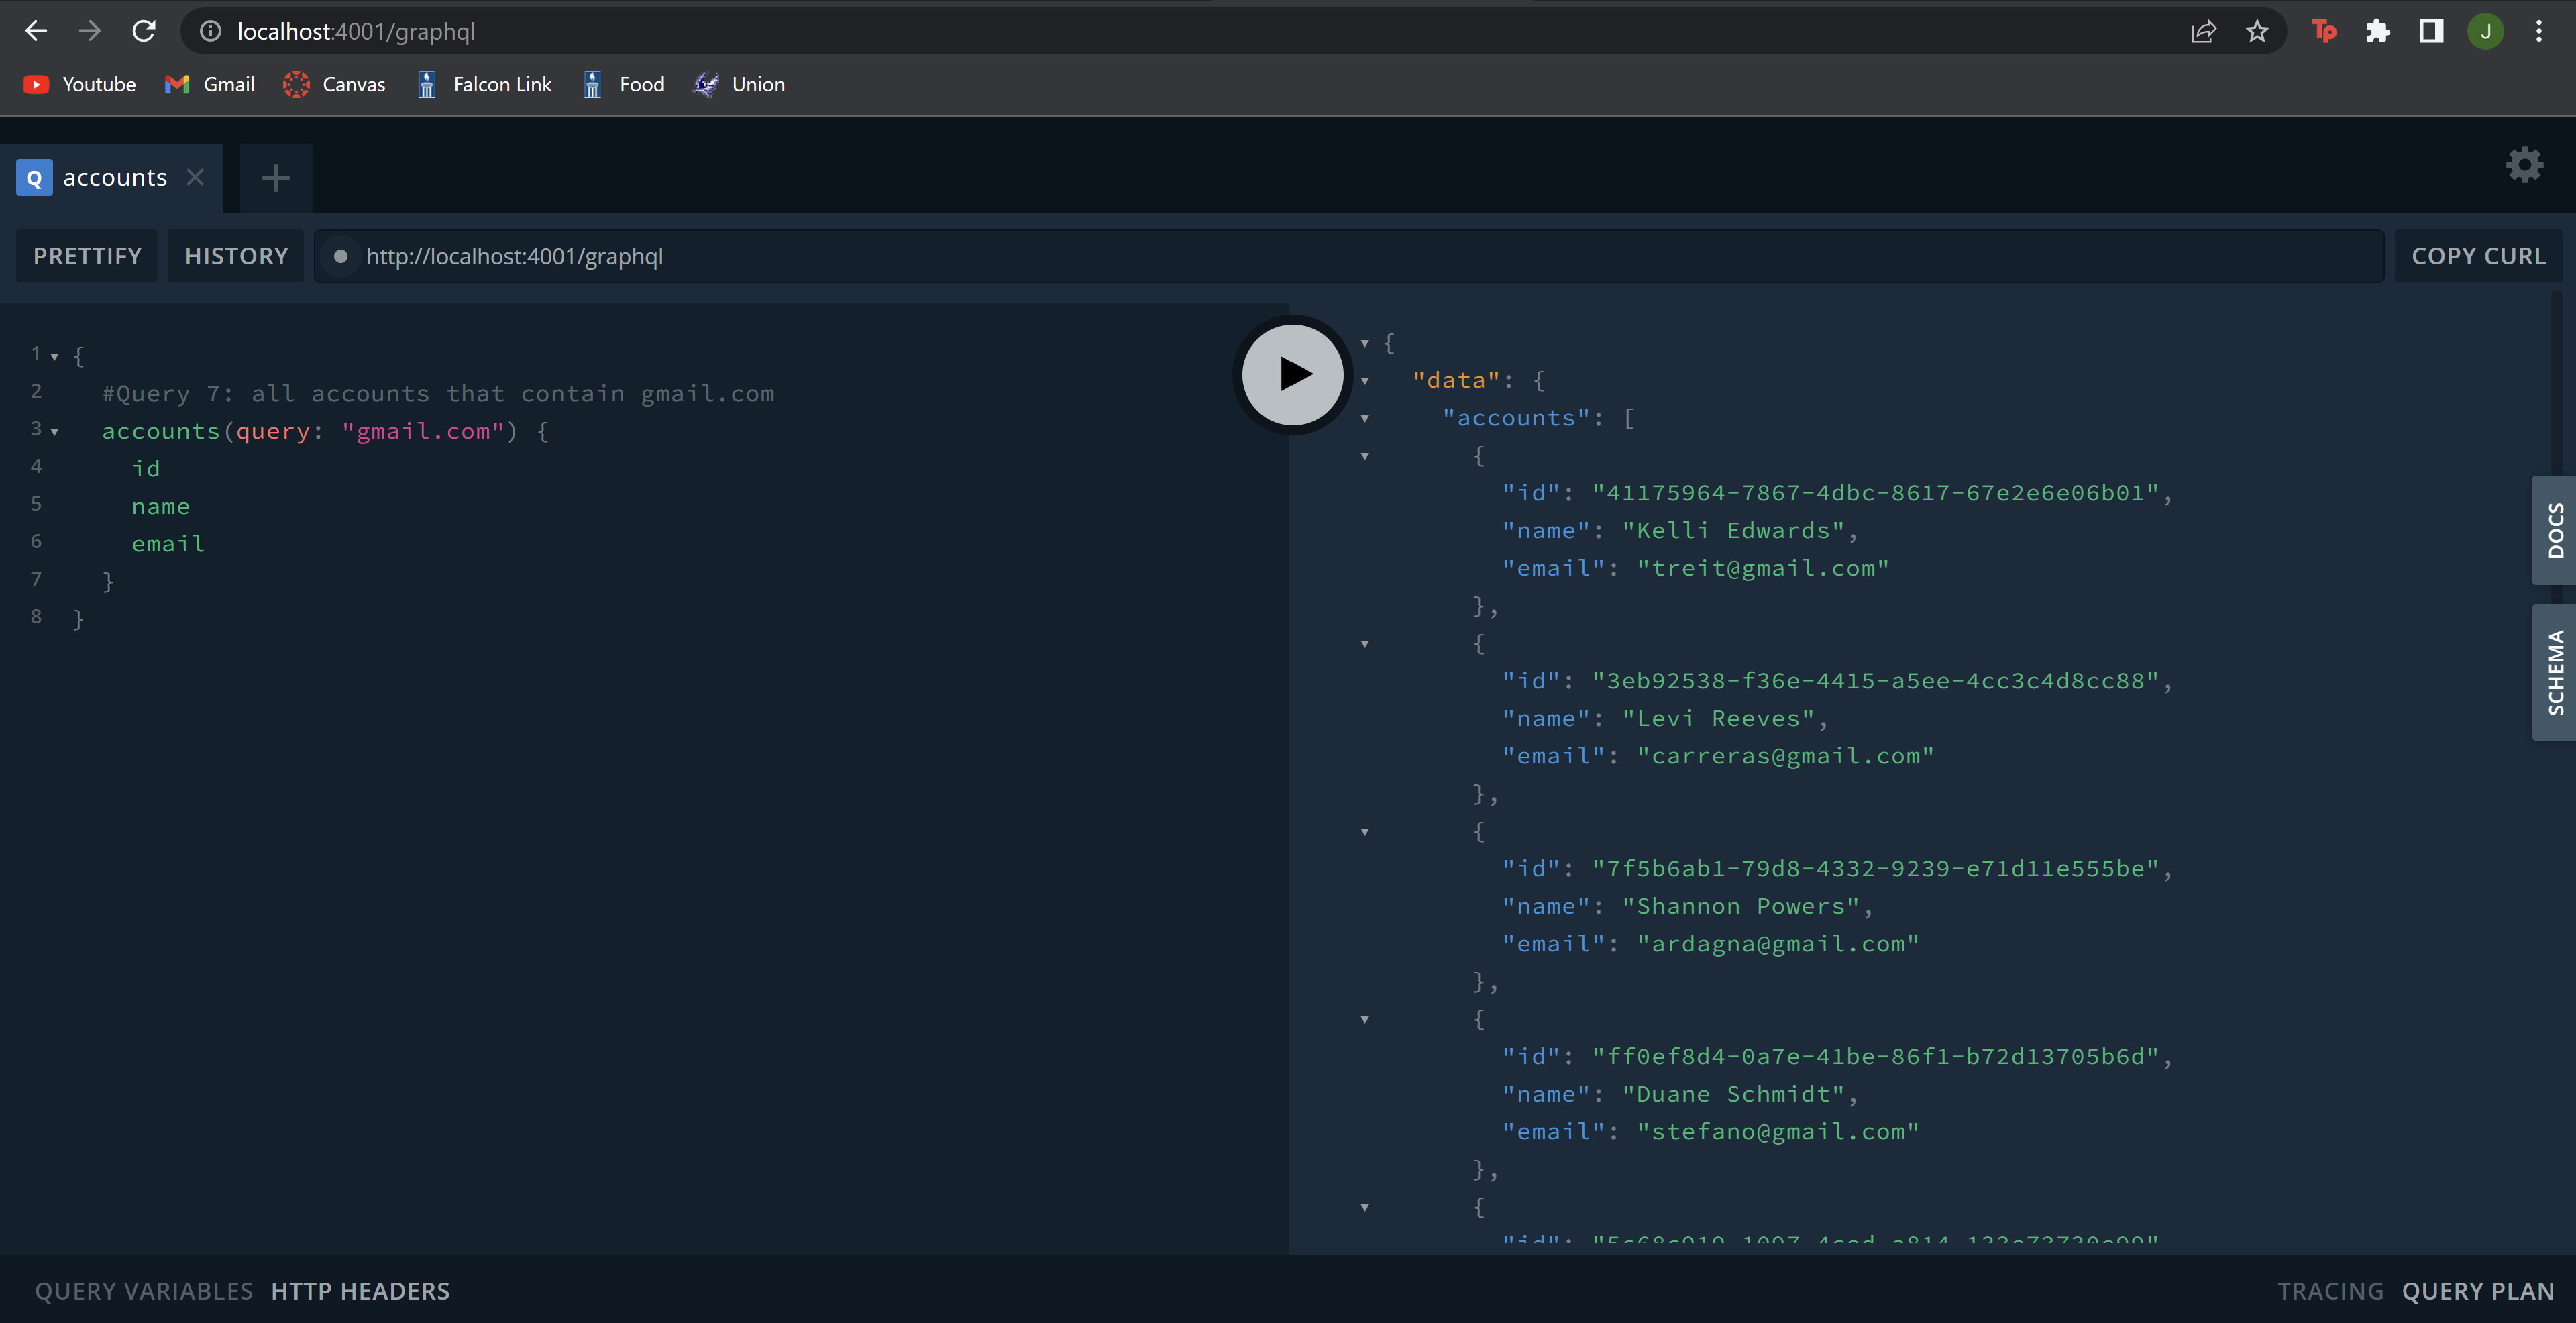 localhost:4001/graphql
Tp
J
Youtube Gmail Canvas Falcon Link Food Union
Q accounts
PRETTIFY HISTORY http://localhost:4001/graphql COPY CURL
1 {
2 #Query 7: all accounts that contain gmail.com
3 accounts(query: "gmail.com") {
4 id
5 name
6 email
7 }
8 }
{
"data": {
"accounts": [
{
"id": "41175964-7867-4dbc-8617-67e2e6e06b01",
"name": "Kelli Edwards",
"email": "treit@gmail.com"
},
{
"id": "3eb92538-f36e-4415-a5ee-4cc3c4d8cc88",
"name": "Levi Reeves",
"email": "carreras@gmail.com"
},
{
"id": "7f5b6ab1-79d8-4332-9239-e71d11e555be",
"name": "Shannon Powers",
"email": "ardagna@gmail.com"
},
{
"id": "ff0ef8d4-0a7e-41be-86f1-b72d13705b6d",
"name": "Duane Schmidt",
"email": "stefano@gmail.com"
},
{
"id":
DOCS
SCHEMA
QUERY VARIABLES HTTP HEADERS
TRACING QUERY PLAN